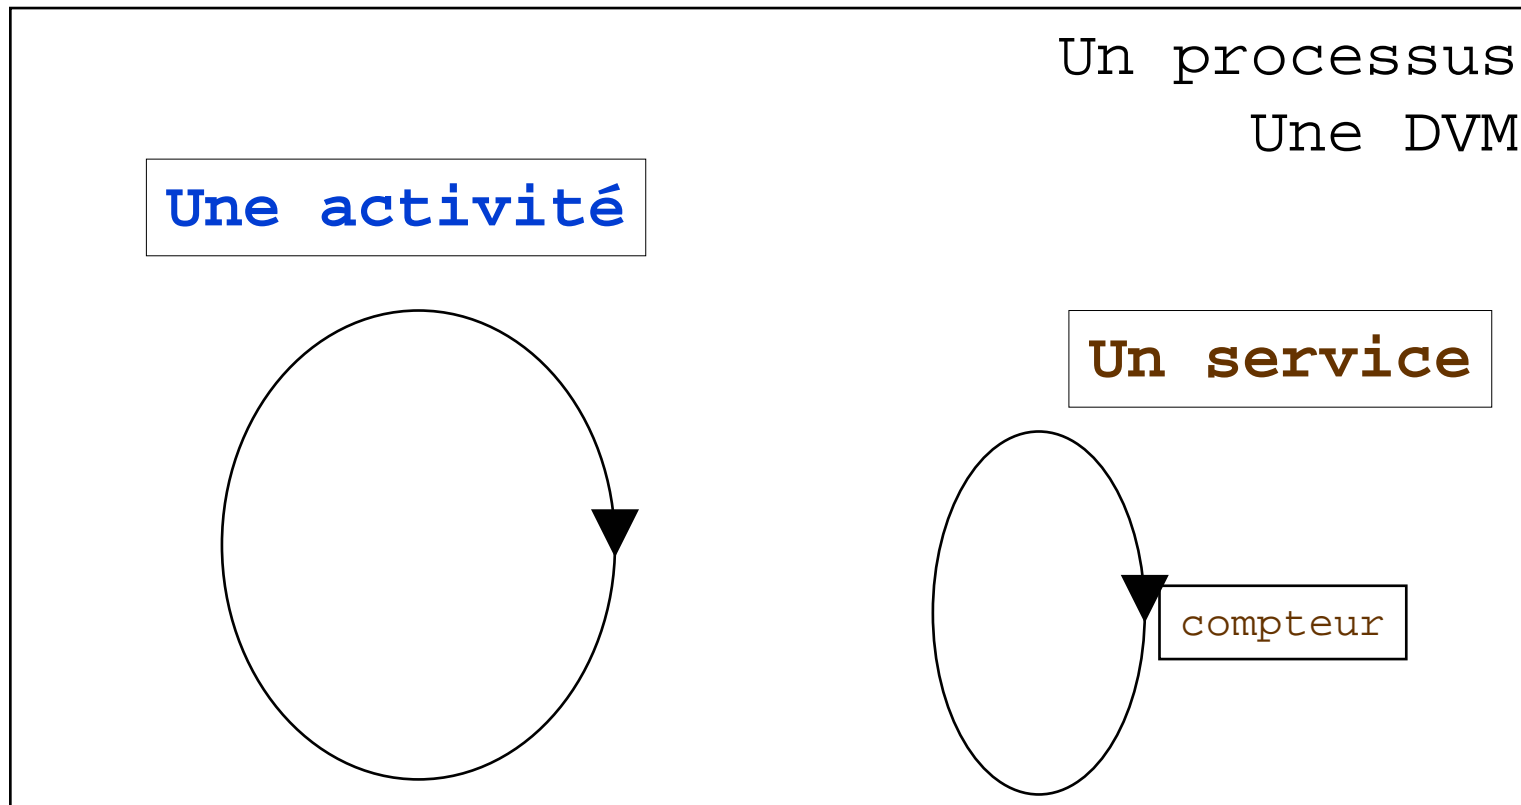 Un processus
Une DVM
Une activité
Un service
compteur